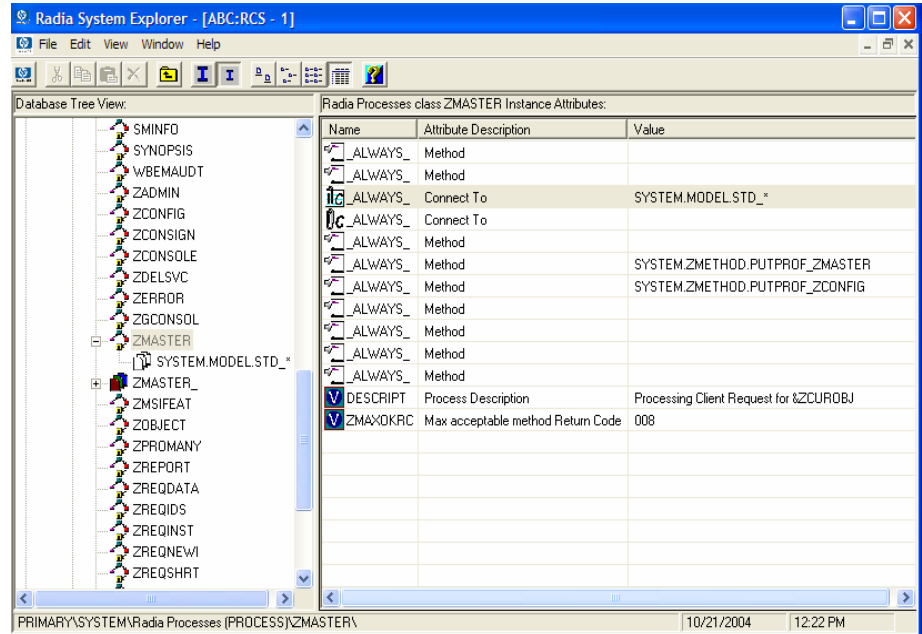 Radia System Explorer - [ABC:RCS - 1]
File Edit View Window Help
Database Tree View:
Radia Processes class ZMASTER Instance Attributes:
SMINFO
SYNOPSIS
WBEMAUDT
ZADMIN
ZCONFIG
ZCONSIGN
ZCONSOLE
ZDELSVC
ZERROR
ZGCONSOL
ZMASTER
SYSTEM.MODEL.STD_*
ZMASTER_
ZMSIFEAT
ZOBJECT
ZPROMANY
ZREPORT
ZREQDATA
ZREQIDS
ZREQINST
ZREQNEWI
ZREQSHRT
Name Attribute Description Value
_ALWAYS_ Method
_ALWAYS_ Method
_ALWAYS_ Connect To SYSTEM.MODEL.STD_*
_ALWAYS_ Connect To
_ALWAYS_ Method
_ALWAYS_ Method SYSTEM.ZMETHOD.PUTPROF_ZMASTER
_ALWAYS_ Method SYSTEM.ZMETHOD.PUTPROF_ZCONFIG
_ALWAYS_ Method
_ALWAYS_ Method
_ALWAYS_ Method
_ALWAYS_ Method
V DESCRIPT Process Description Processing Client Request for &ZCUROBJ
V ZMAXOKRC Max acceptable method Return Code 008
PRIMARY\SYSTEM\Radia Processes (PROCESS)\ZMASTER\ 10/21/2004 12:22 PM